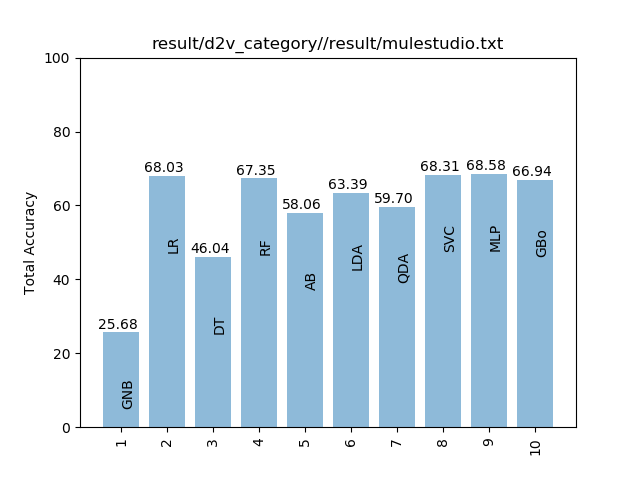 result/d2v_category//result/mulestudio.txt
Total Accuracy
100
80
60
40
20
0
25.68
68.03
46.04
67.35
58.06
63.39
59.70
68.31
68.58
66.94
GNB
LR
DT
RF
AB
LDA
QDA
SVC
MLP
GBo
1
2
3
4
5
6
7
8
9
10